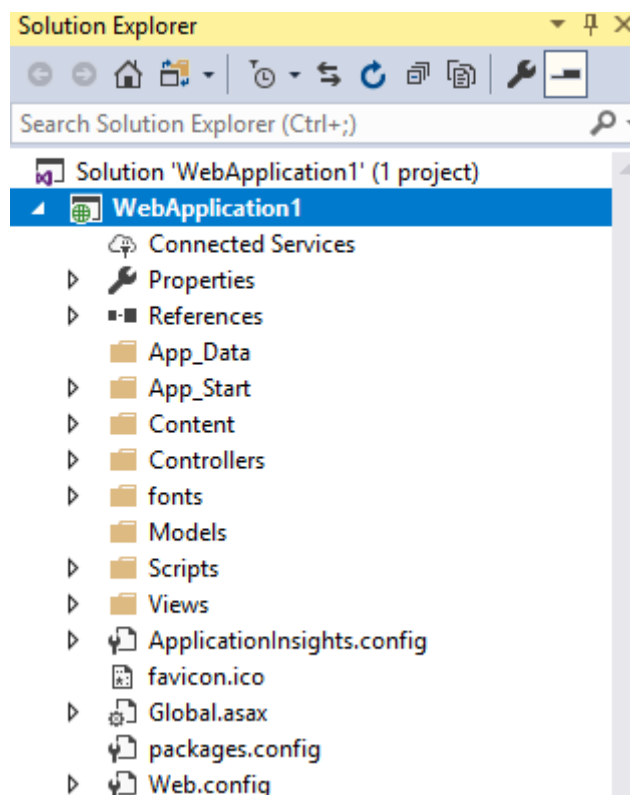 Solution Explorer
Search Solution Explorer (Ctrl+;)
Solution 'WebApplication1' (1 project)
WebApplication1
Connected Services
Properties
References
App_Data
App_Start
Content
Controllers
fonts
Models
Scripts
Views
ApplicationInsights.config
favicon.ico
Global.asax
packages.config
Web.config